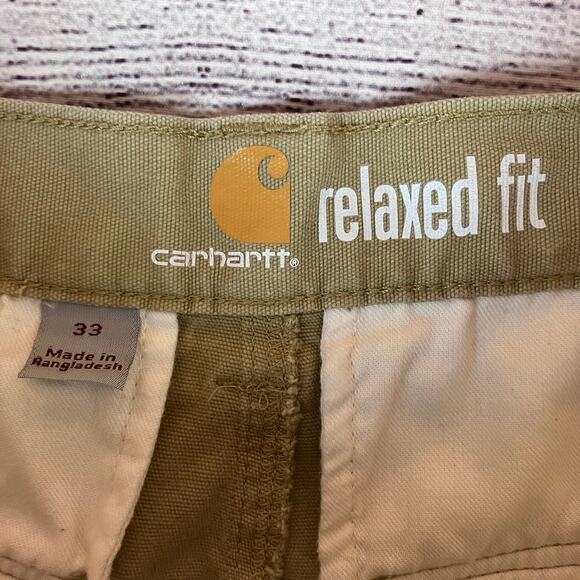 relaxed fit
carhartt®
33
Made in
Bangladesh